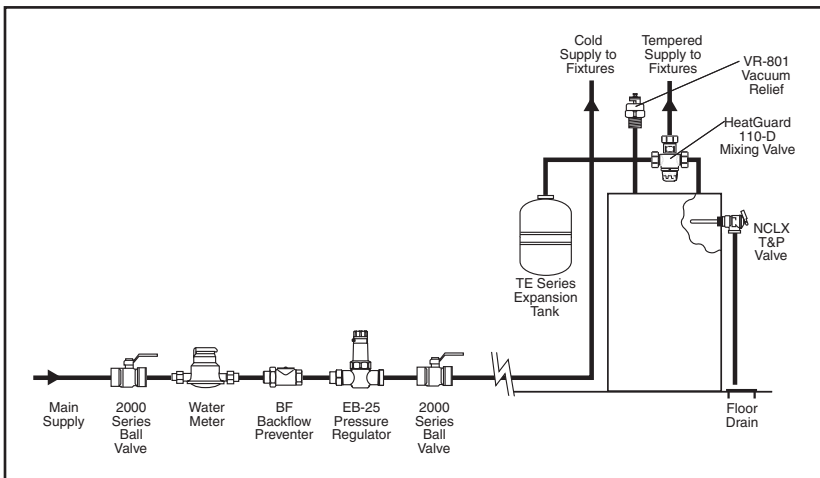 Cold
Supply to
Fixtures
Tempered
Supply to
Fixtures
VR-801
Vacuum
Relief
HeatGuard
110-D
Mixing Valve
NCLX
T&P
Valve
TE Series
Expansion
Tank
Main
Supply
2000
Series
Ball
Valve
Water
Meter
BF
Backflow
Preventer
EB-25
Pressure
Regulator
2000
Series
Ball
Valve
Floor
Drain